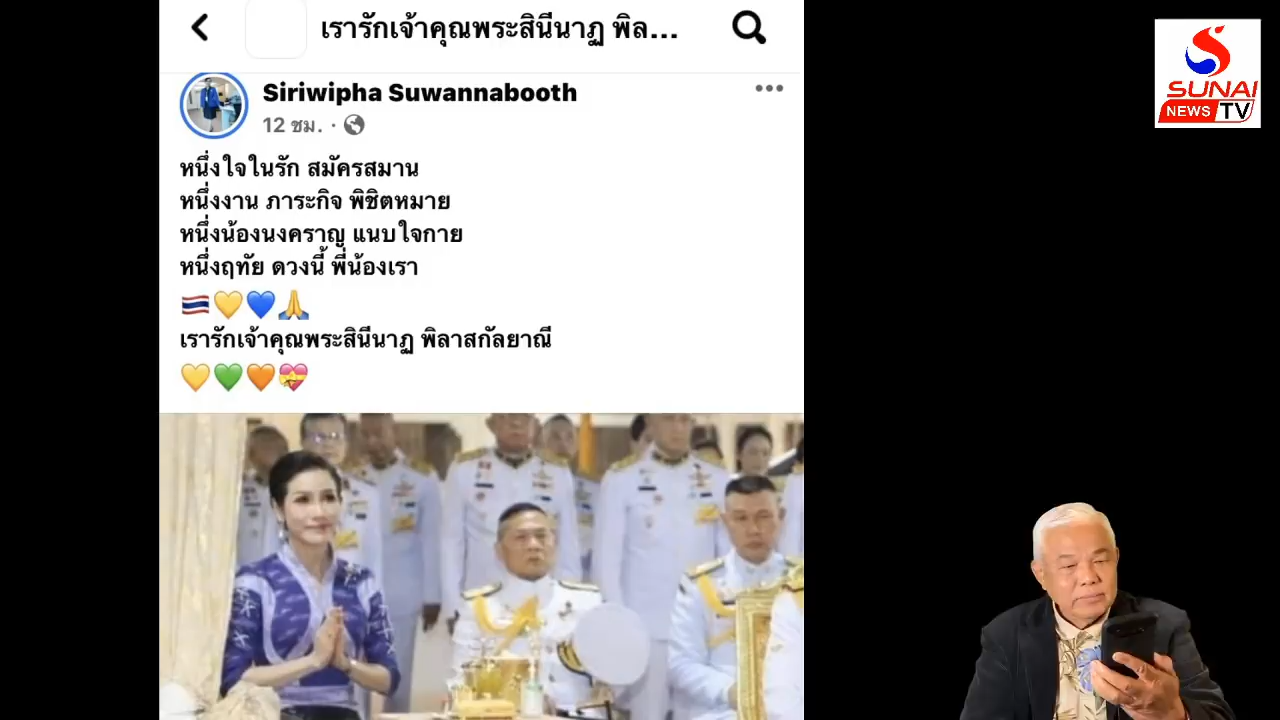 เรารักเจ้าคุณพระสินีนาฏ พิล...
Siriwipha Suwannabooth
12 ชม. ·
หนึ่งใจในรัก สมัครสมาน
หนึ่งงาน ภาระกิจ พิชิตหมาย
หนึ่งน้องนงคราญ แนบใจกาย
หนึ่งฤทัย ดวงนี้ พี่น้องเรา
เรารักเจ้าคุณพระสินีนาฏ พิลาสกัลยาณี
SUNAI
NEWS TV